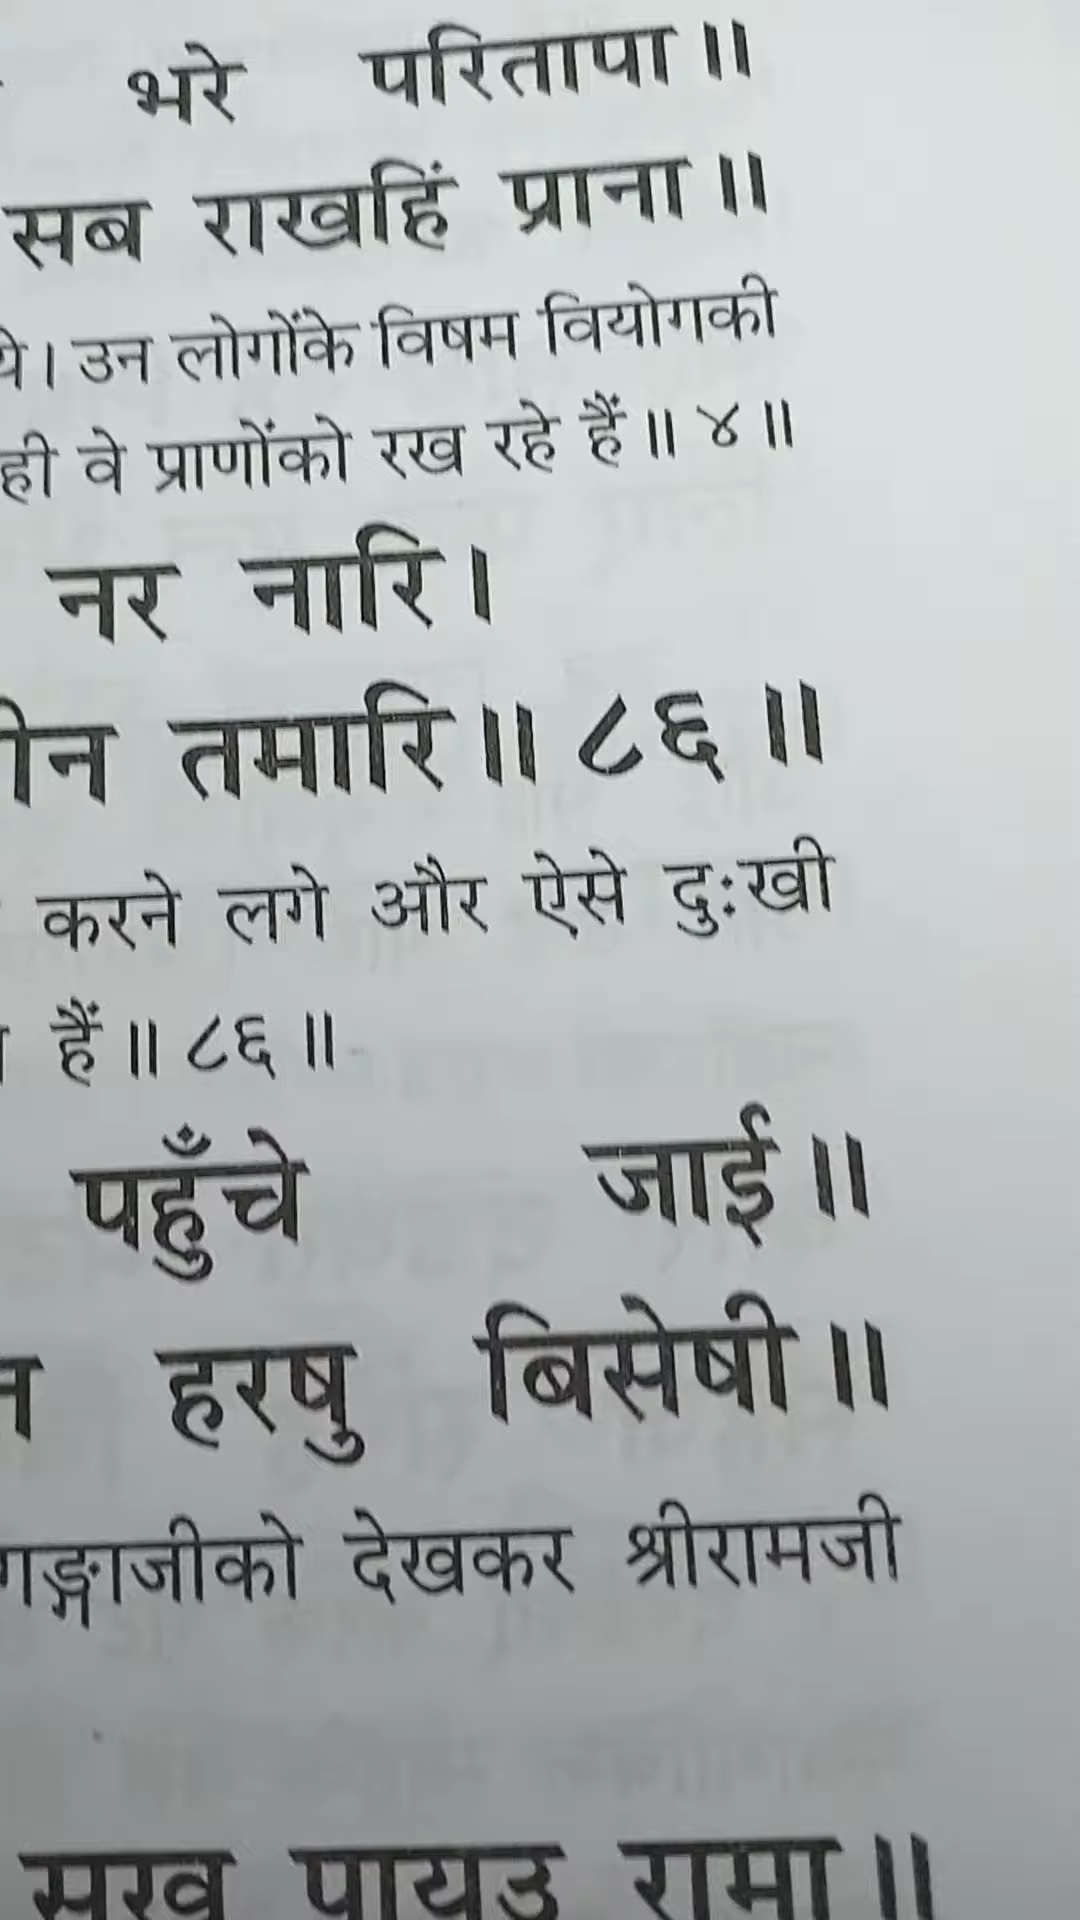 भरे परितापा॥
सब राखहिं प्राना॥
ये। उन लोगोंके विषम वियोगकी
ही वे प्राणोंको रख रहे हैं॥ ४॥
नर नारि।
ीन तमारि॥ ८६॥
करने लगे और ऐसे दुःखी
हैं॥ ८६॥
पहुँचे जाई॥
हरषु बिसेषी॥
गङ्गाजीको देखकर श्रीरामजी
पायउ रामा॥